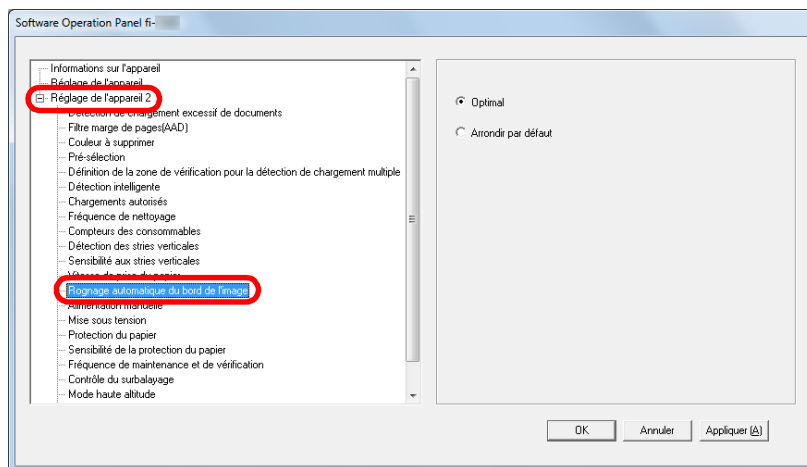 Software Operation Panel fi-
Informations sur l'appareil
Réglage de l'appareil
Réglage de l'appareil 2
Détection de chargement excessif de documents
Filtre marge de pages(AAD)
Couleur à supprimer
Pré-sélection
Définition de la zone de vérification pour la détection de chargement multiple
Détection intelligente
Chargements autorisés
Fréquence de nettoyage
Compteurs des consommables
Détection des stries verticales
Sensibilité aux stries verticales
Vitesse de prise du papier
Rognage automatique du bord de l'image
Alimentation manuelle
Mise sous tension
Protection du papier
Sensibilité de la protection du papier
Fréquence de maintenance et de vérification
Contrôle du surbalayage
Mode haute altitude
Optimal
Arrondir par défaut
OK
Annuler
Appliquer (A)